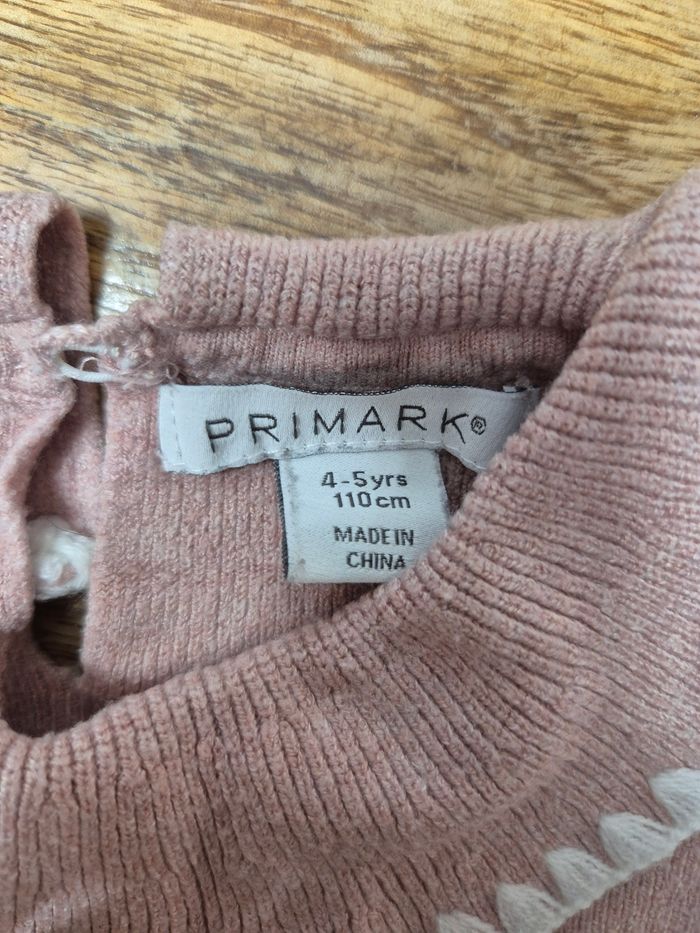 PRIMARK®
4-5yrs
110cm
MADE IN
CHINA